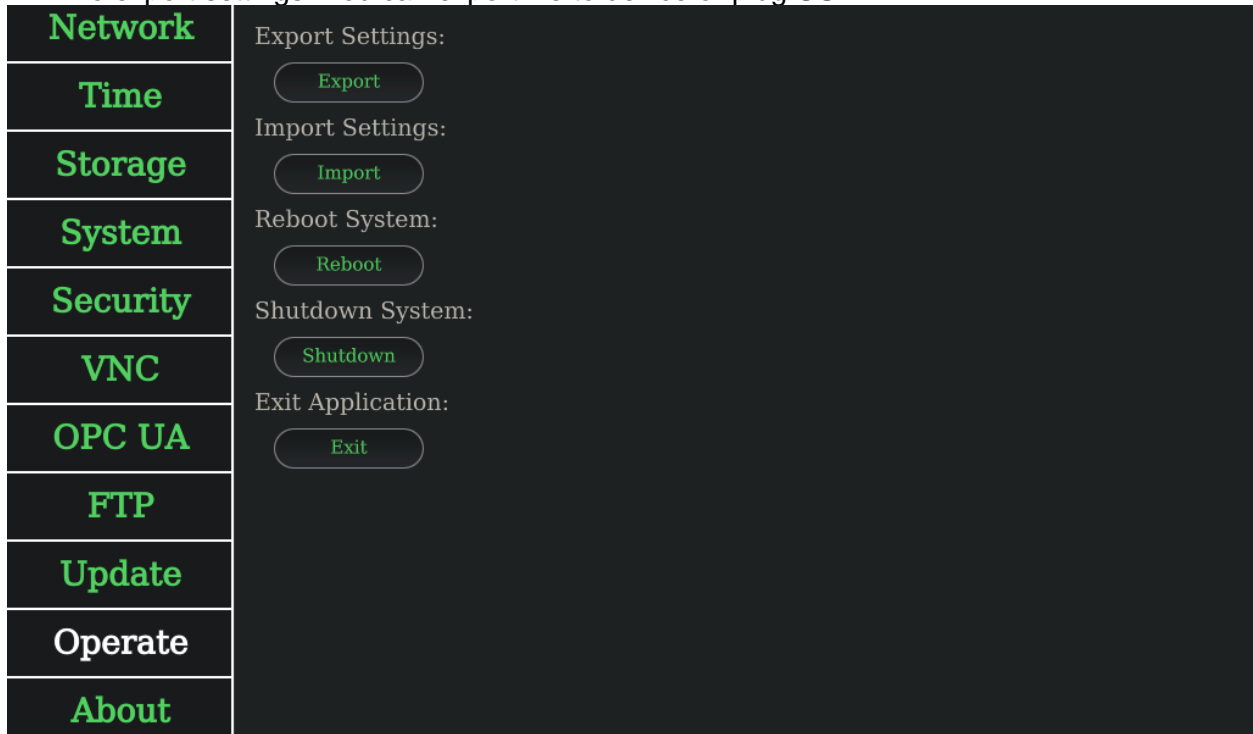 Network
Time
Storage
System
Security
VNC
OPC UA
FTP
Update
Operate
About
Export Settings:
Export
Import Settings:
Import
Reboot System:
Reboot
Shutdown System:
Shutdown
Exit Application:
Exit